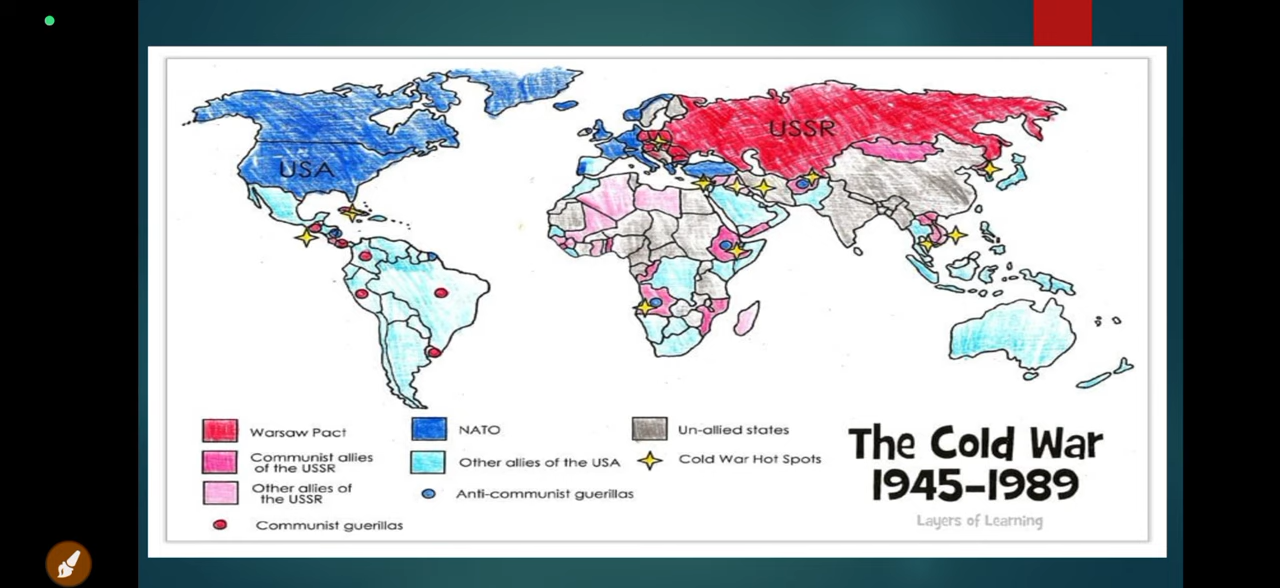 USSR
USA
Warsaw Pact
NATO
Un-allied states
Communist allies
of the USSR
Other allies of the USA
Cold War Hot Spots
Other allies of
the USSR
Anti-communist guerillas
Communist guerillas
The Cold War
1945-1989
Layers of Learning